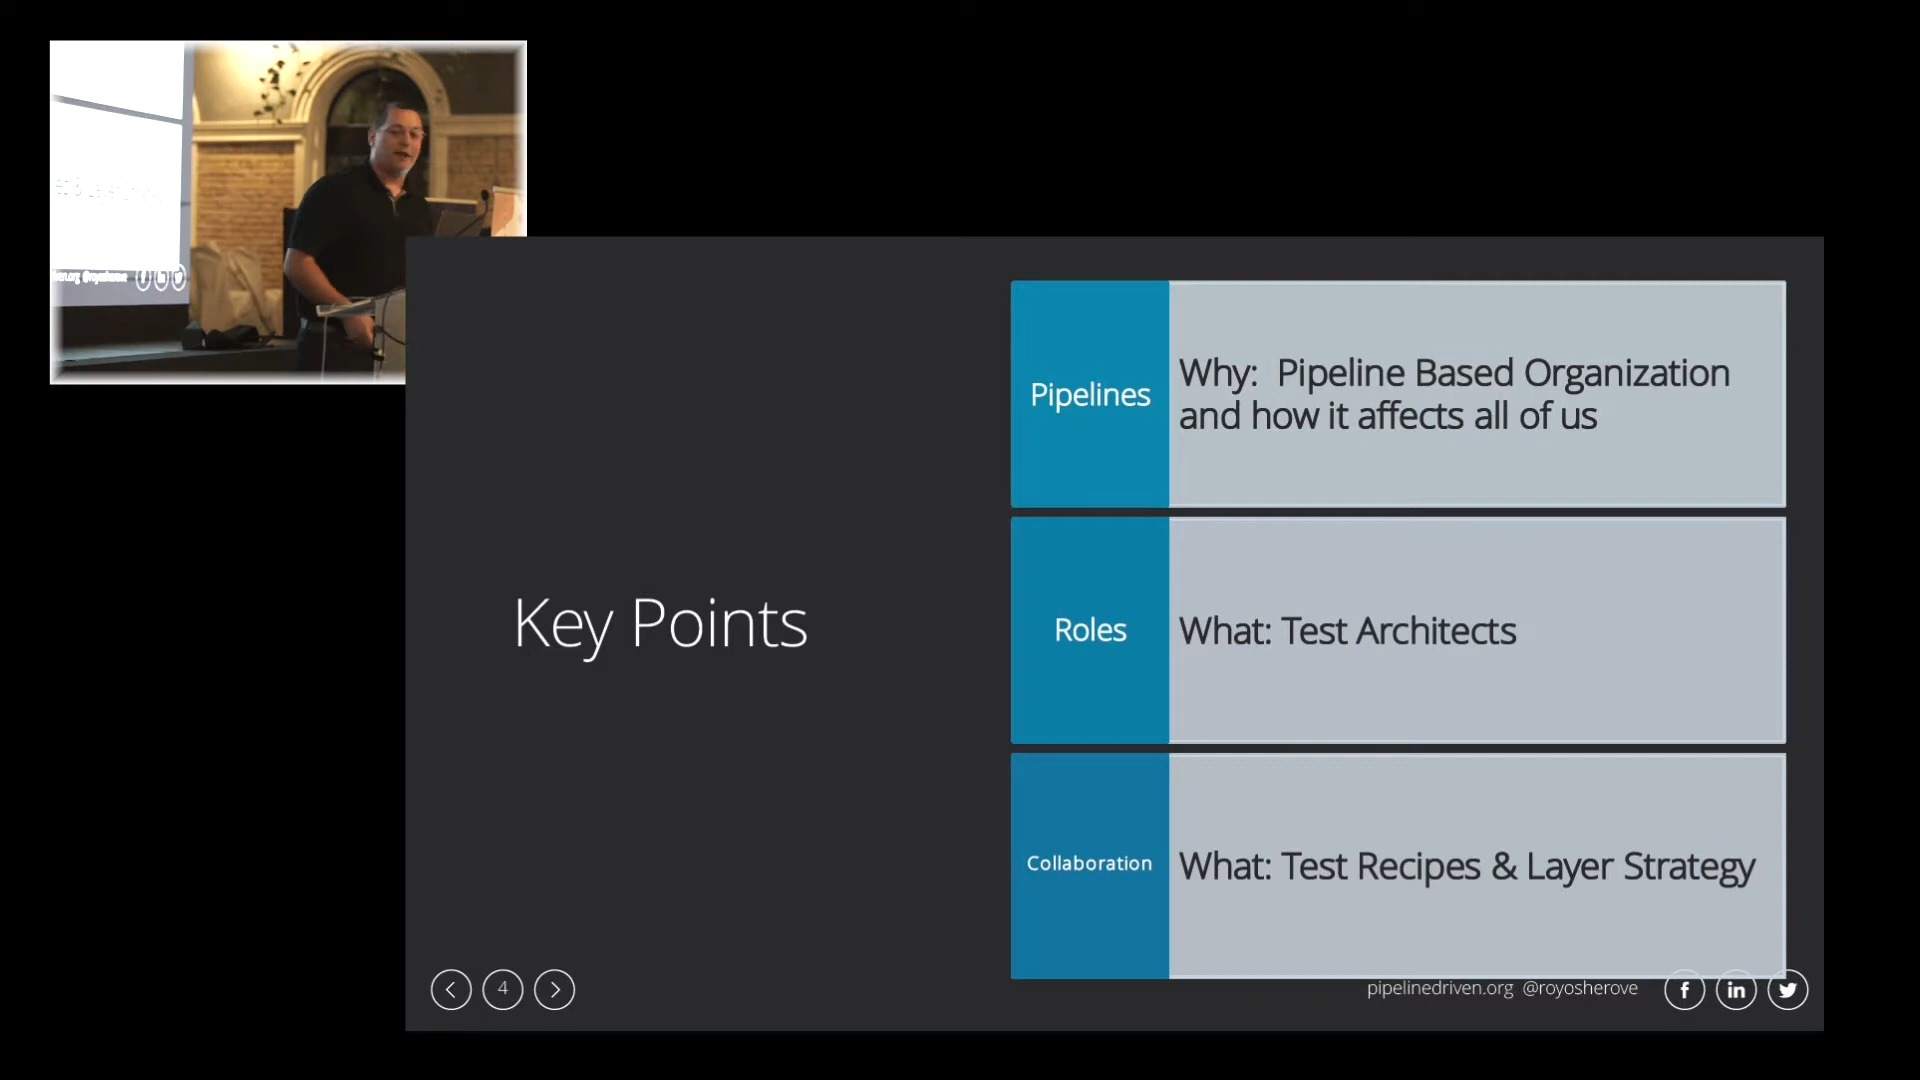 Key Points
Pipelines
Why:  Pipeline Based Organization
and how it affects all of us
Roles
What: Test Architects
Collaboration
What: Test Recipes & Layer Strategy
4
pipelinedriven.org @royosherove
f
in